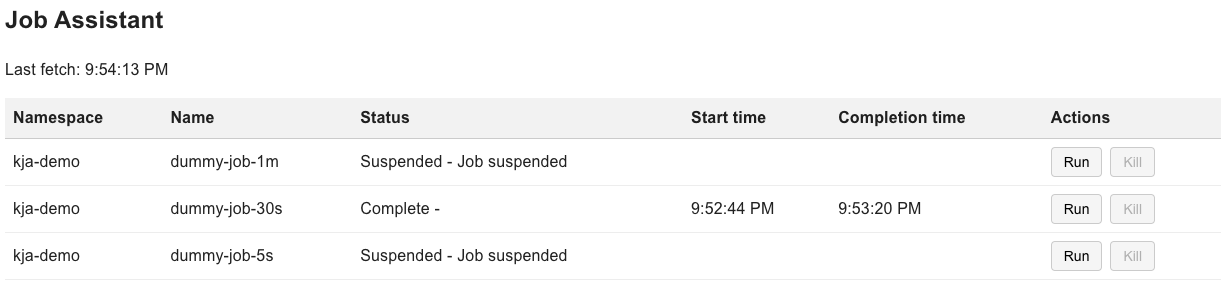 Job Assistant
Last fetch: 9:54:13 PM
Namespace Name Status Start time Completion time Actions
kja-demo dummy-job-1m Suspended - Job suspended Run Kill
kja-demo dummy-job-30s Complete - 9:52:44 PM 9:53:20 PM Run Kill
kja-demo dummy-job-5s Suspended - Job suspended Run Kill